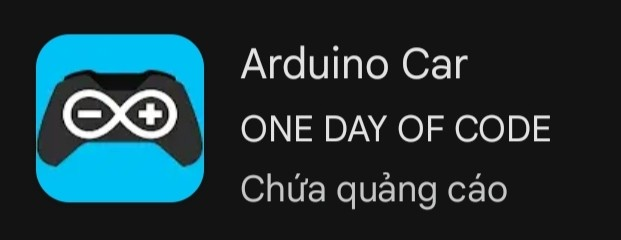 Arduino Car
ONE DAY OF CODE
Chứa quảng cáo